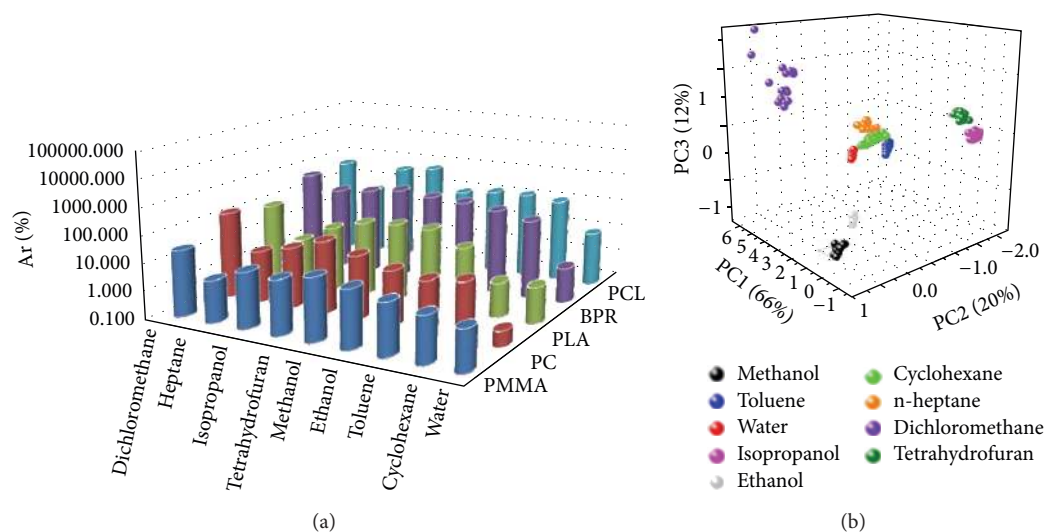 100000.000
10000.000
1000.000
100.000
10.000
1.000
0.100
Ar (%)
Dichloromethane
Heptane
Isopropanol
Tetrahydrofuran
Methanol
Ethanol
Toluene
Cyclohexane
Water
PMMA
PC
PLA
BPR
PCL
(a)
PC3 (12%)
1
0
−1
6 5 4 3 2 1 0 −1
PC1 (66%)
1
0.0
−1.0
−2.0
PC2 (20%)
Methanol
Toluene
Water
Isopropanol
Ethanol
Cyclohexane
n-heptane
Dichloromethane
Tetrahydrofuran
(b)